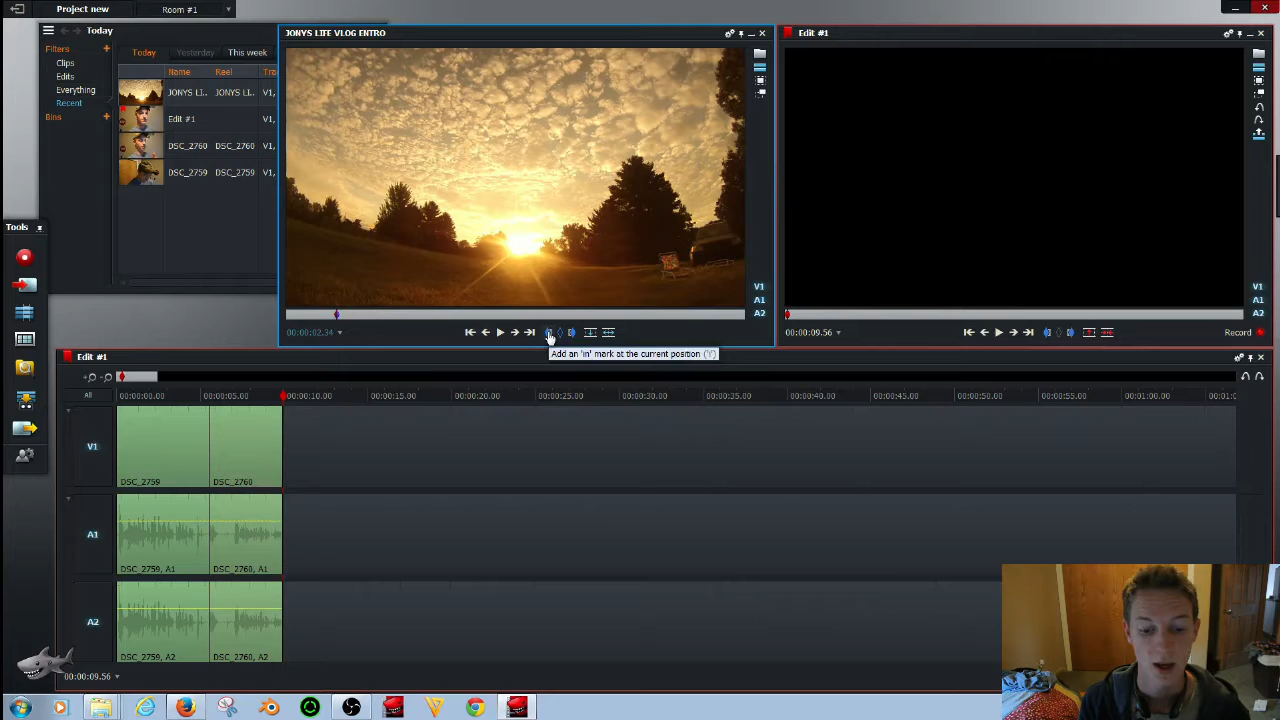 Project new
Room #1
Today
Filters
Clips
Edits
Everything
Recent
Bins
Today Yesterday This week
Name Reel Tra
JONYS LI... JONYS LI.. V1,
Edit #1 V1,
DSC_2760 DSC_2760 V1,
DSC_2759 DSC_2759 V1,
JONYS LIFE VLOG ENTRO
V1
A1
A2
00:00:02.34
Add an 'in' mark at the current position ('I')
Edit #1
V1
A1
A2
00:00:09.56
Record
Tools
Edit #1
All 00:00:00.00 00:00:05.00 00:00:10.00 00:00:15.00 00:00:20.00 00:00:25.00 00:00:30.00 00:00:35.00 00:00:40.00 00:00:45.00 00:00:50.00 00:00:55.00 00:01:00.00 00:01:0
V1
DSC_2759 DSC_2760
A1
DSC_2759, A1 DSC_2760, A1
A2
DSC_2759, A2 DSC_2760, A2
00:00:09.56